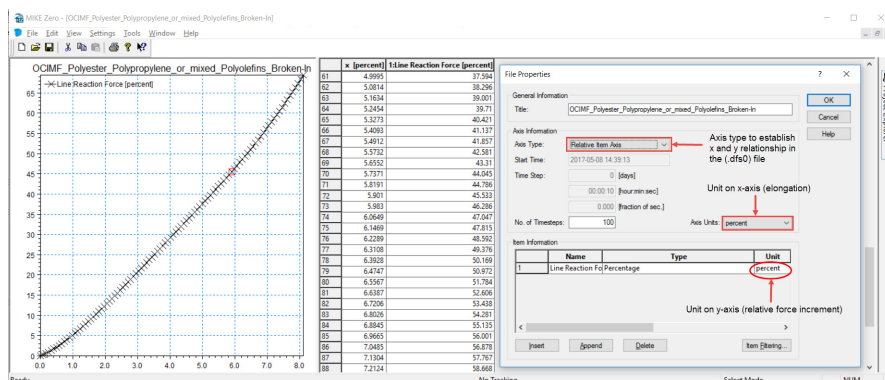 MIKE Zero - [OCIMF_Polyester_Polypropylene_or_mixed_Polyolefins_Broken-In]
File Edit View Settings Tools Window Help
OCIMF_Polyester_Polypropylene_or_mixed_Polyolefins_Broken-In
Line Reaction Force [percent]
65
60
55
50
45
40
35
30
25
20
15
10
5
0
0.0 1.0 2.0 3.0 4.0 5.0 6.0 7.0 8.0
x [percent] 1:Line Reaction Force [percent]
61 4.9995 37.594
62 5.0814 38.296
63 5.1634 39.001
64 5.2454 39.71
65 5.3273 40.421
66 5.4093 41.137
67 5.4912 41.857
68 5.5732 42.581
69 5.6552 43.31
70 5.7371 44.045
71 5.8191 44.786
72 5.901 45.533
73 5.983 46.286
74 6.0649 47.047
75 6.1469 47.815
76 6.2289 48.592
77 6.3108 49.376
78 6.3928 50.169
79 6.4747 50.972
80 6.5567 51.784
81 6.6387 52.606
82 6.7206 53.438
83 6.8026 54.281
84 6.8845 55.135
85 6.9665 56.001
86 7.0485 56.878
87 7.1304 57.767
88 7.2124 58.668
File Properties
General Information
Title: OCIMF_Polyester_Polypropylene_or_mixed_Polyolefins_Broken-In
OK
Cancel
Help
Axis Information
Axis Type: Relative Item Axis
Start Time: 2017-05-08 14:39:13
Time Step: 0 [days]
00:00:10 [hour:min:sec]
0.000 [fraction of sec.]
No. of Timesteps: 100
Axis Units: percent
Axis type to establish
x and y relationship in
the (.dfs0) file
Unit on x-axis (elongation)
Item Information
Name Type Unit
1 Line Reaction Fo Percentage percent
Unit on y-axis (relative force increment)
Insert Append Delete Item Filtering...
Ready No Tracking Select Mode NUM